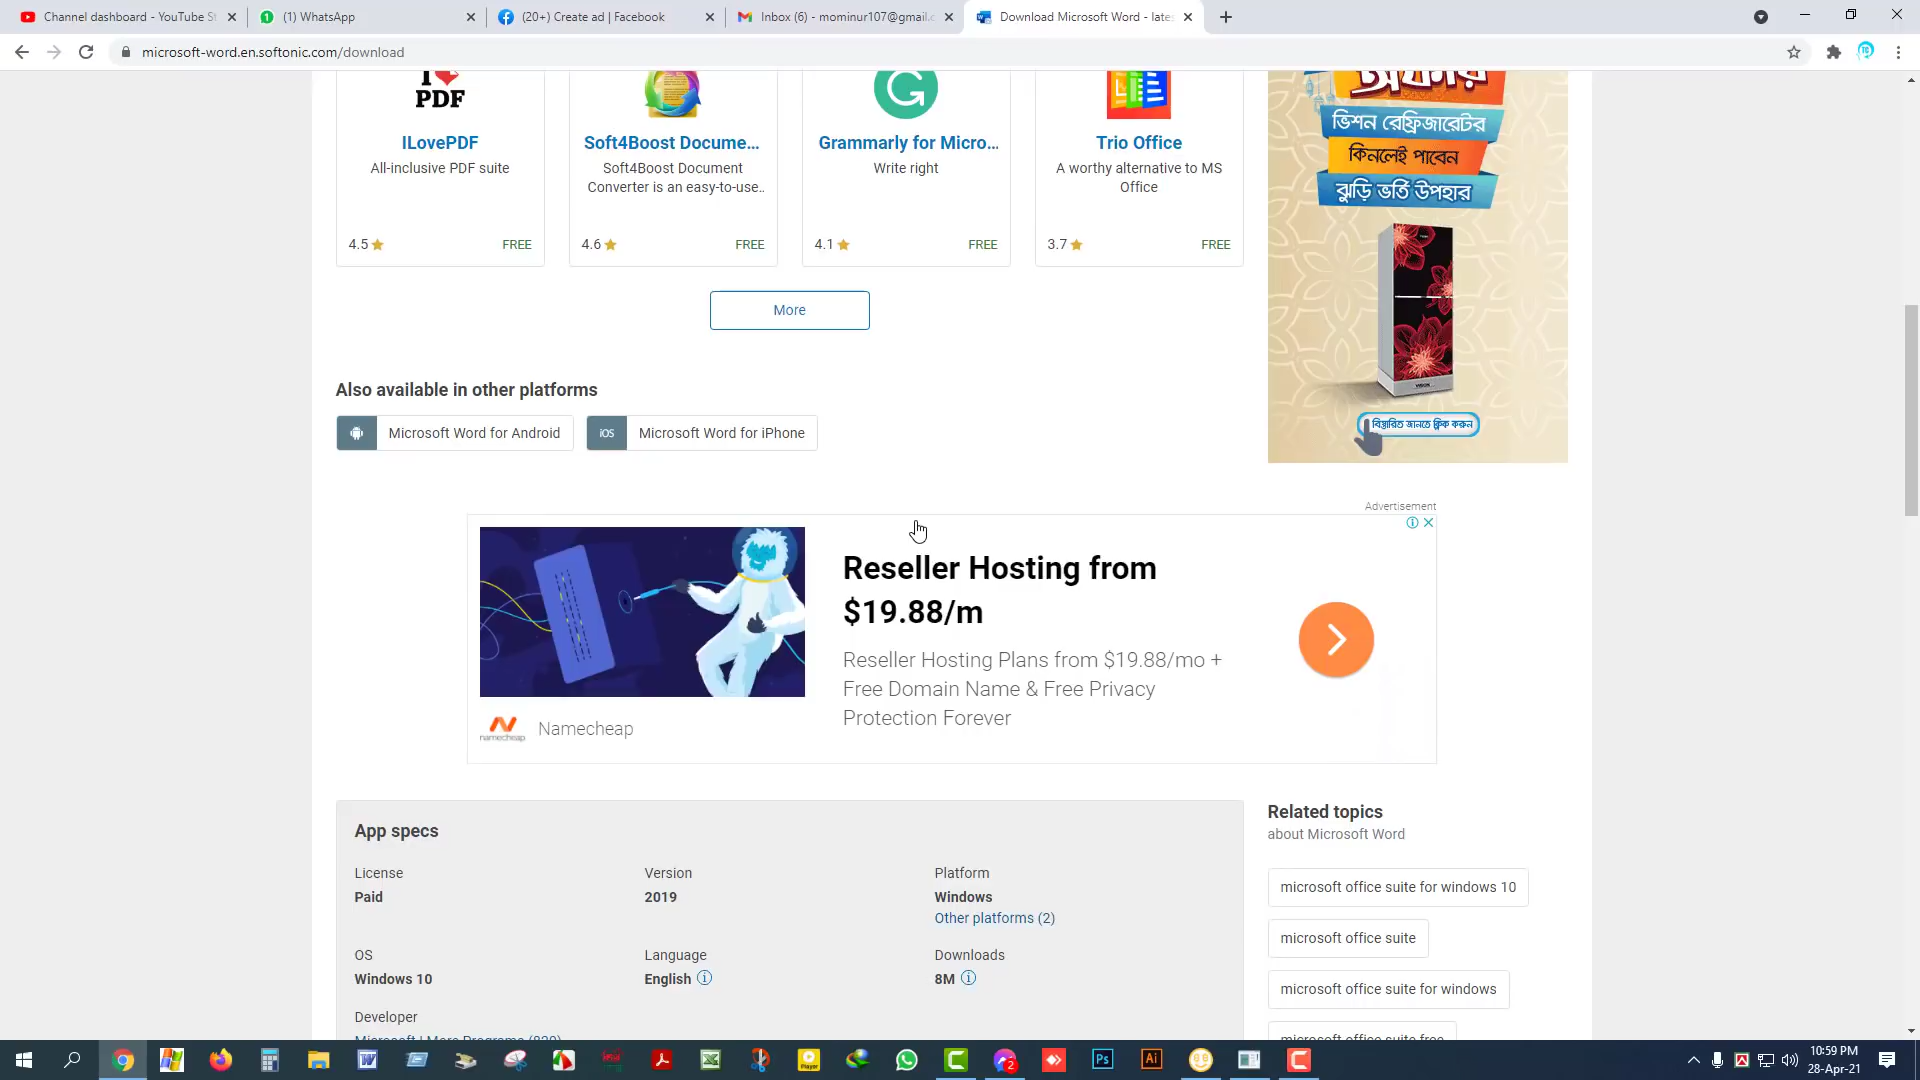 Channel dashboard - YouTube St
(1) WhatsApp
(20+) Create ad | Facebook
Inbox (6) - mominur107@gmail.c
Download Microsoft Word - late
microsoft-word.en.softonic.com/download
PDF
ILovePDF
All-inclusive PDF suite
4.5 FREE
Soft4Boost Docume...
Soft4Boost Document
Converter is an easy-to-use..
4.6 FREE
Grammarly for Micro...
Write right
4.1 FREE
Trio Office
A worthy alternative to MS
Office
3.7 FREE
More
ভিশন রেফ্রিজারেটর
কিনলেই পাবেন
ঝুড়ি ভর্তি উপহার
বিস্তারিত জানতে ক্লিক করুন
Also available in other platforms
Microsoft Word for Android
iOS Microsoft Word for iPhone
Advertisement
Reseller Hosting from
$19.88/m
Reseller Hosting Plans from $19.88/mo +
Free Domain Name & Free Privacy
Protection Forever
namecheap
Namecheap
App specs
License
Paid
Version
2019
Platform
Windows
Other platforms (2)
OS
Windows 10
Language
English
Downloads
8M
Developer
Related topics
about Microsoft Word
microsoft office suite for windows 10
microsoft office suite
microsoft office suite for windows
microsoft office suite free
10:59 PM
28-Apr-21